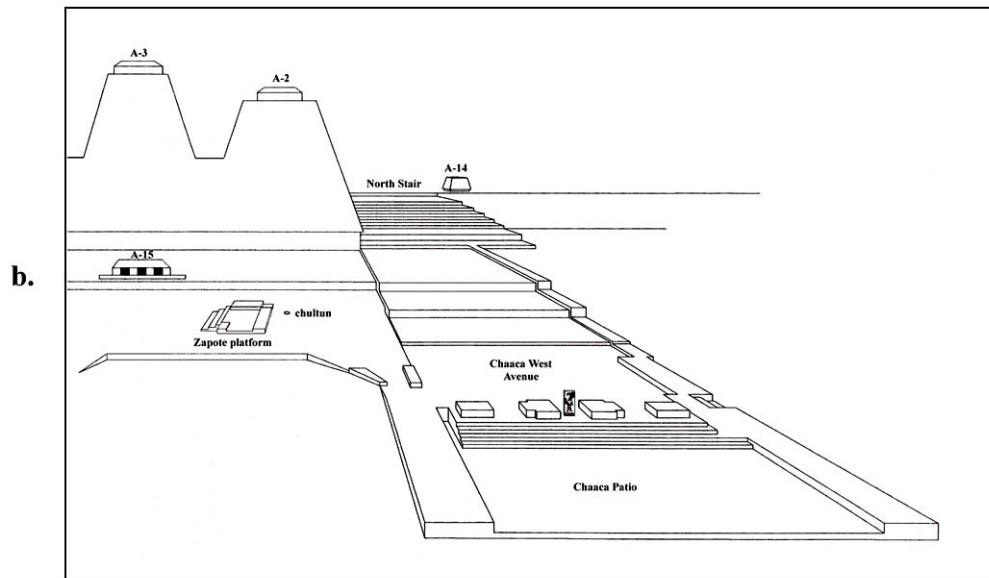 A-3
A-2
A-14
North Stair
b.
A-15
chultun
Zapote platform
Chaaca West
Avenue
Chaaca Patio